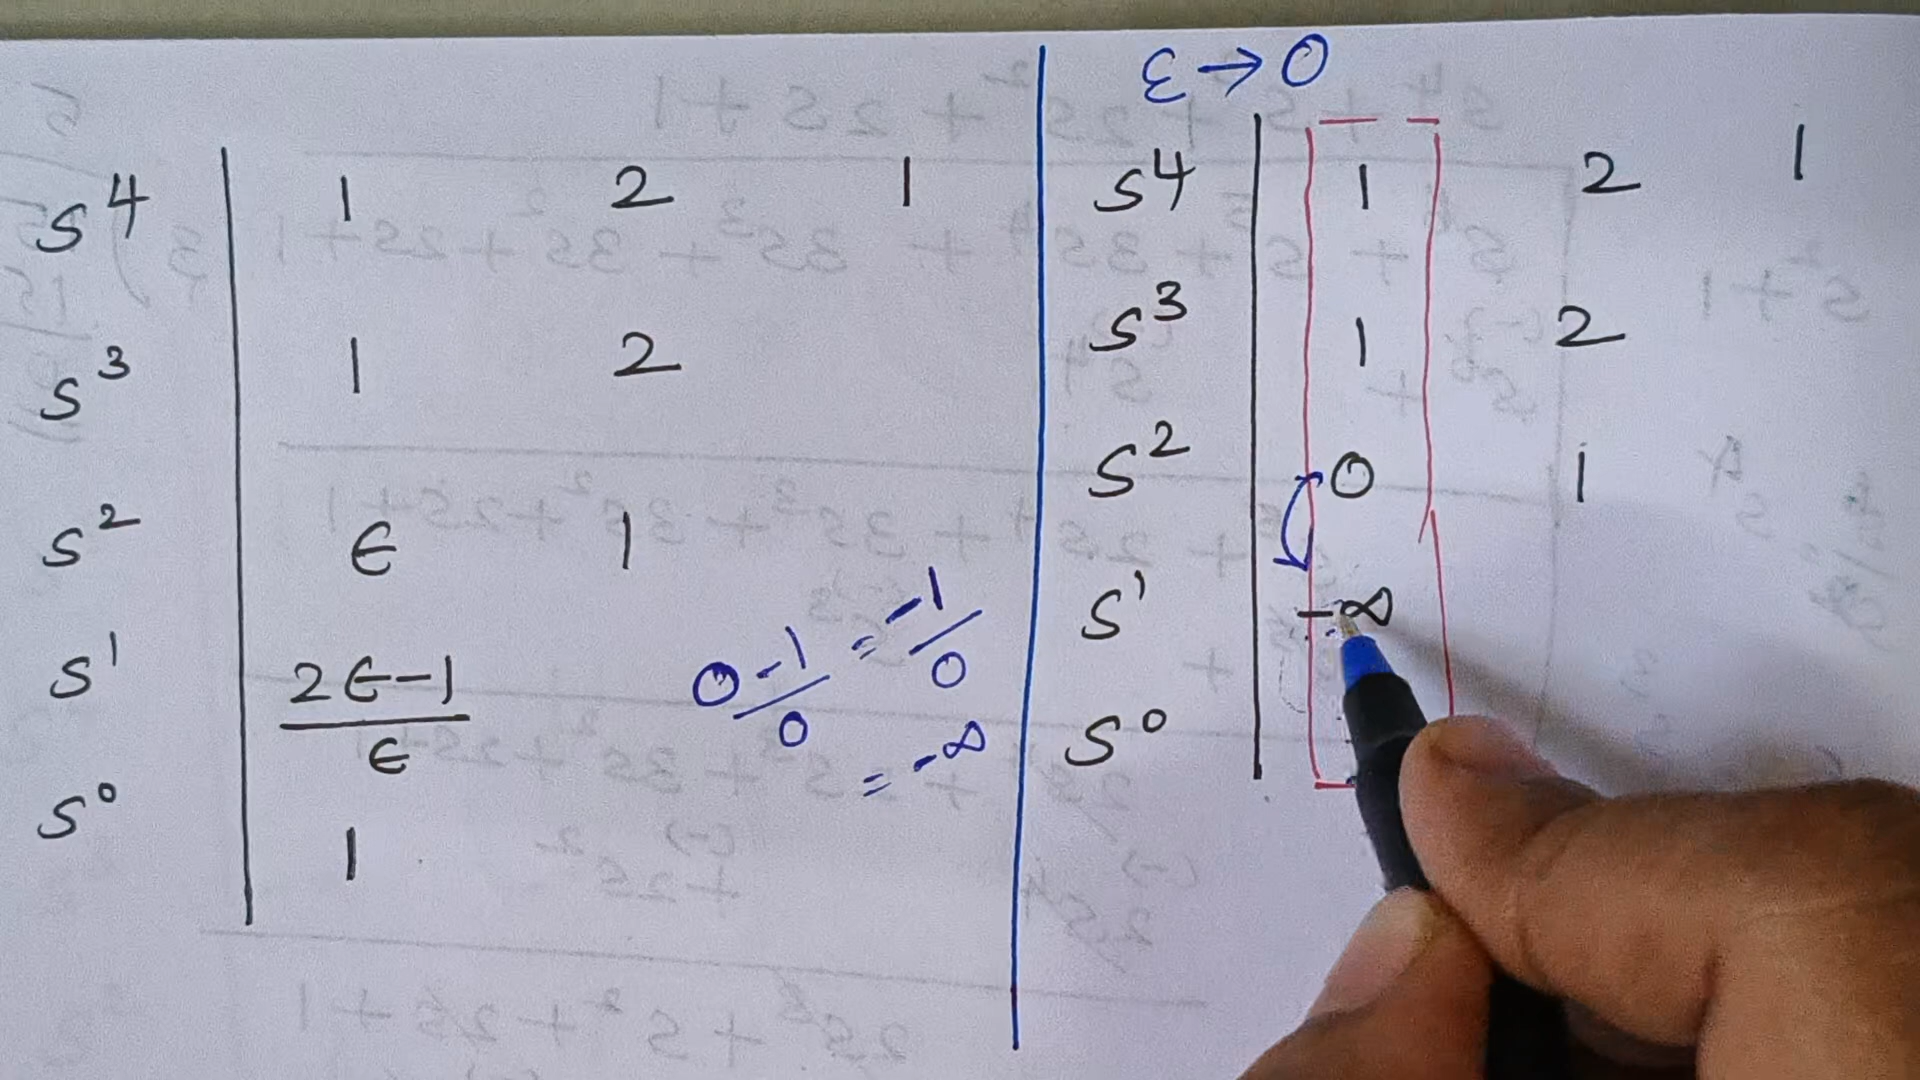 ε → 0
s⁴ | 1 2 1
s³ | 1 2
s² | ϵ 1
s¹ | (2ϵ-1)/ϵ
s⁰ | 1
(0-1)/0 = -1/0
= -∞
s⁴ | 1 2 1
s³ | 1 2
s² | 0 1
s¹ | -∞
s⁰ |